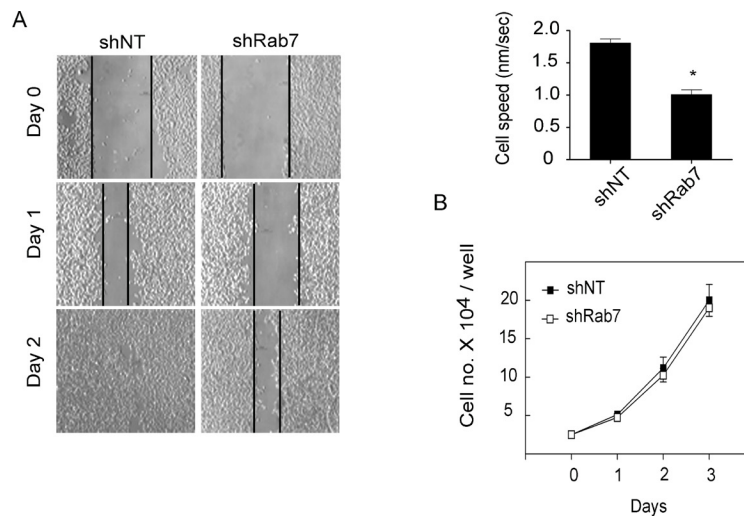 A
shNT shRab7
Day 0
Day 1
Day 2
Cell speed (nm/sec)
2.0
1.5
1.0
0.5
0
*
shNT shRab7
B
Cell no. X 10⁴ / well
20
15
10
5
shNT
shRab7
0 1 2 3
Days